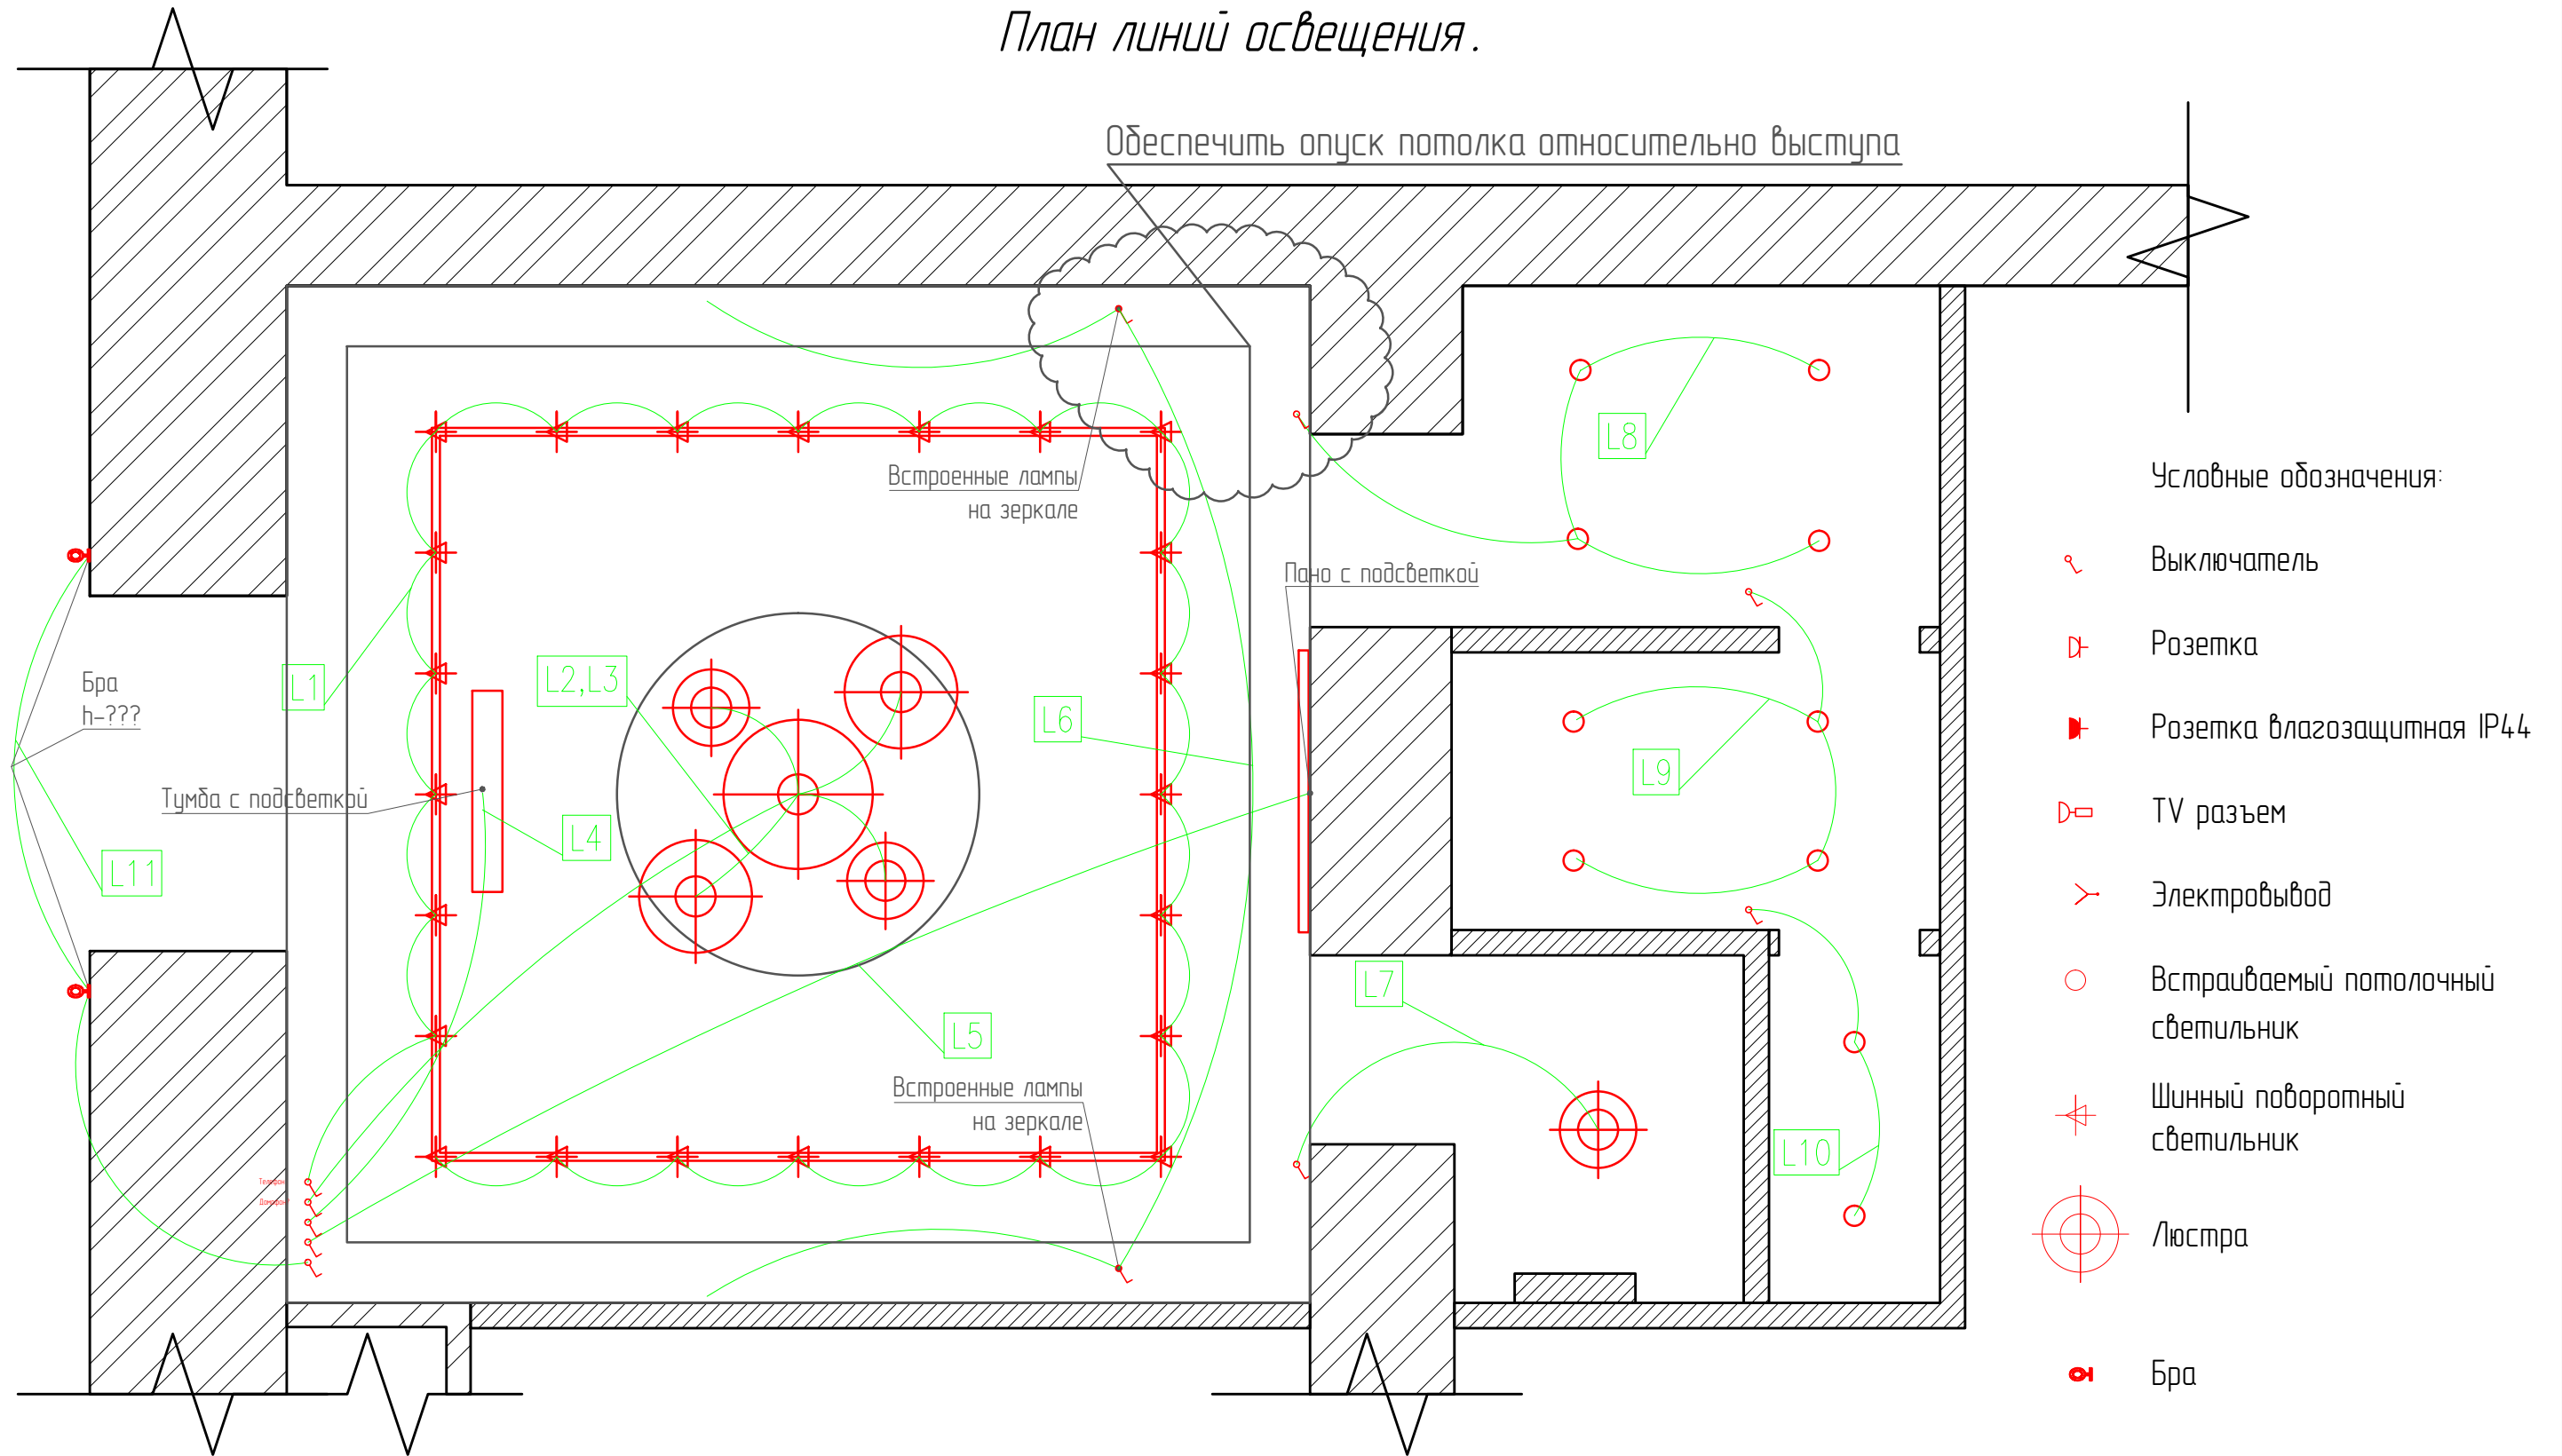 План линий освещения.
Обеспечить опуск потолка относительно выступа
L8
Встроенные лампы
на зеркале
Условные обозначения:
Выключатель
Розетка
Розетка влагозащитная IP44
TV разъем
Электровывод
Встраиваемый потолочный
светильник
Шинный поворотный
светильник
Люстра
Бра
Пано с подсветкой
Бра
h-???
L1
L2,L3
L6
L9
Тумба с подсветкой
L4
L11
L7
L5
Встроенные лампы
на зеркале
L10
Телефон
Домофон